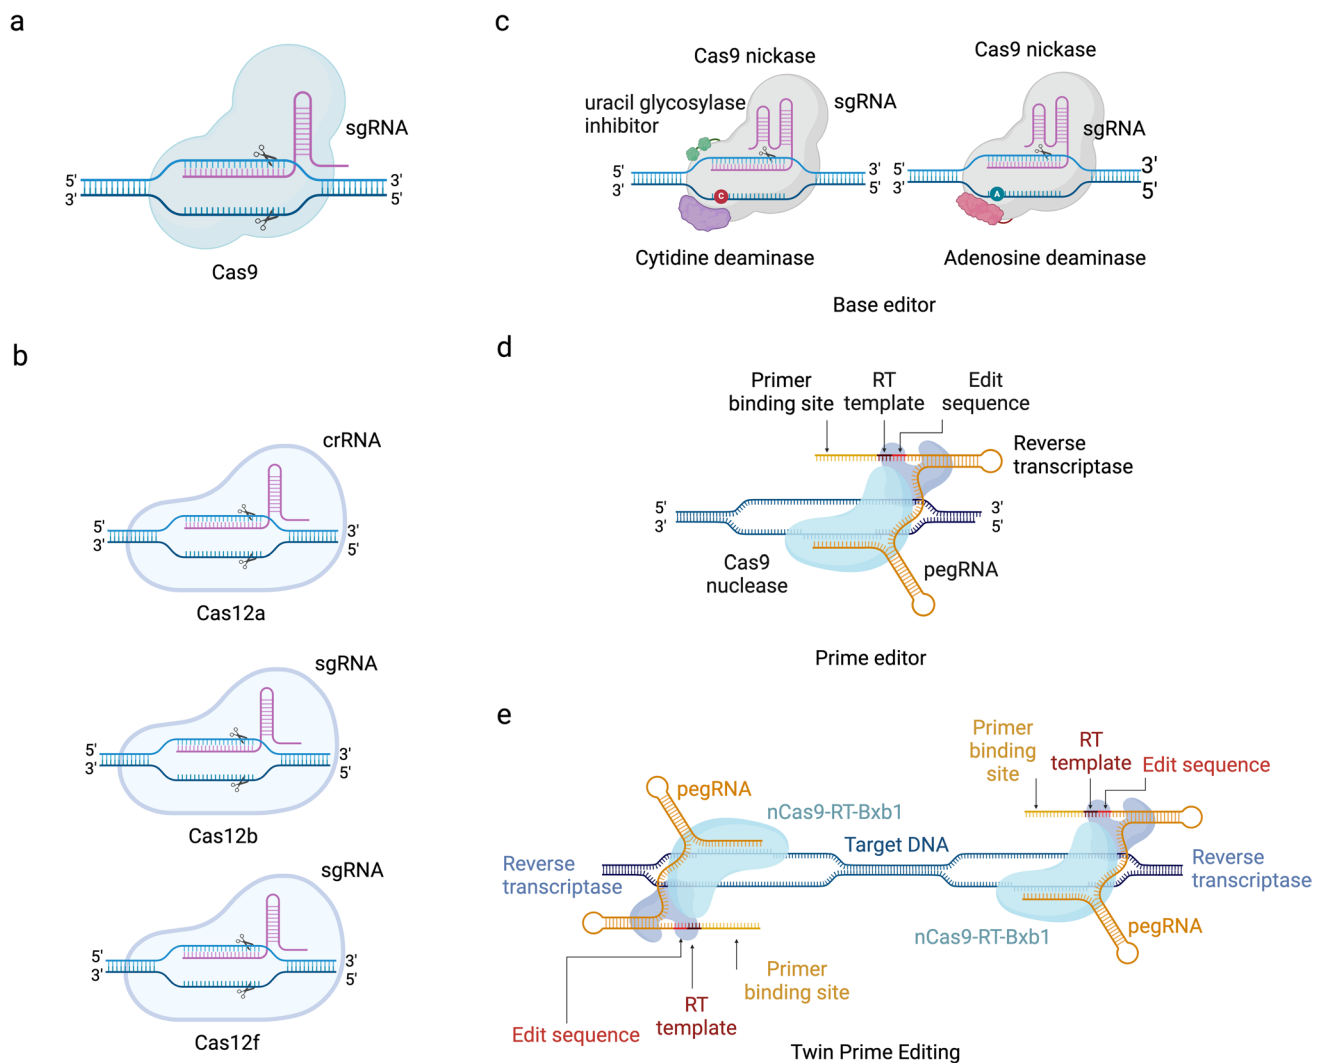 a
sgRNA
5'
3'
3'
5'
Cas9
b
crRNA
5'
3'
3'
5'
Cas12a
sgRNA
5'
3'
3'
5'
Cas12b
sgRNA
5'
3'
3'
5'
Cas12f
c
Cas9 nickase
uracil glycosylase
inhibitor
sgRNA
5'
3'
3'
5'
C
Cytidine deaminase
Cas9 nickase
sgRNA
5'
3'
3'
5'
A
Adenosine deaminase
Base editor
d
Primer
binding site
RT
template
Edit
sequence
Reverse
transcriptase
5'
3'
3'
5'
Cas9
nuclease
pegRNA
Prime editor
e
pegRNA
nCas9-RT-Bxb1
Target DNA
Primer
binding
site
RT
template
Edit sequence
Reverse
transcriptase
Reverse
transcriptase
nCas9-RT-Bxb1
pegRNA
Primer
binding site
RT
template
Edit sequence
Twin Prime Editing